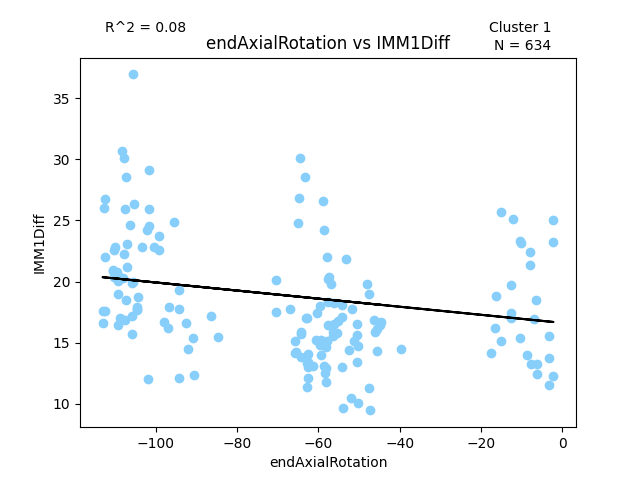 R^2 = 0.08
Cluster 1
endAxialRotation vs IMM1Diff
N = 634
IMM1Diff
35
30
25
20
15
10
−100
−80
−60
−40
−20
0
endAxialRotation